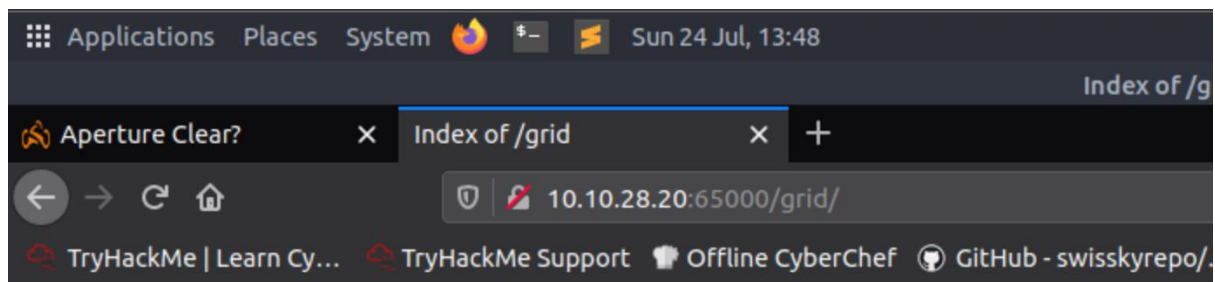 Applications Places System Sun 24 Jul, 13:48
Index of /g
Aperture Clear? Index of /grid
10.10.28.20:65000/grid/
TryHackMe | Learn Cy… TryHackMe Support Offline CyberChef GitHub - swisskyrepo/.